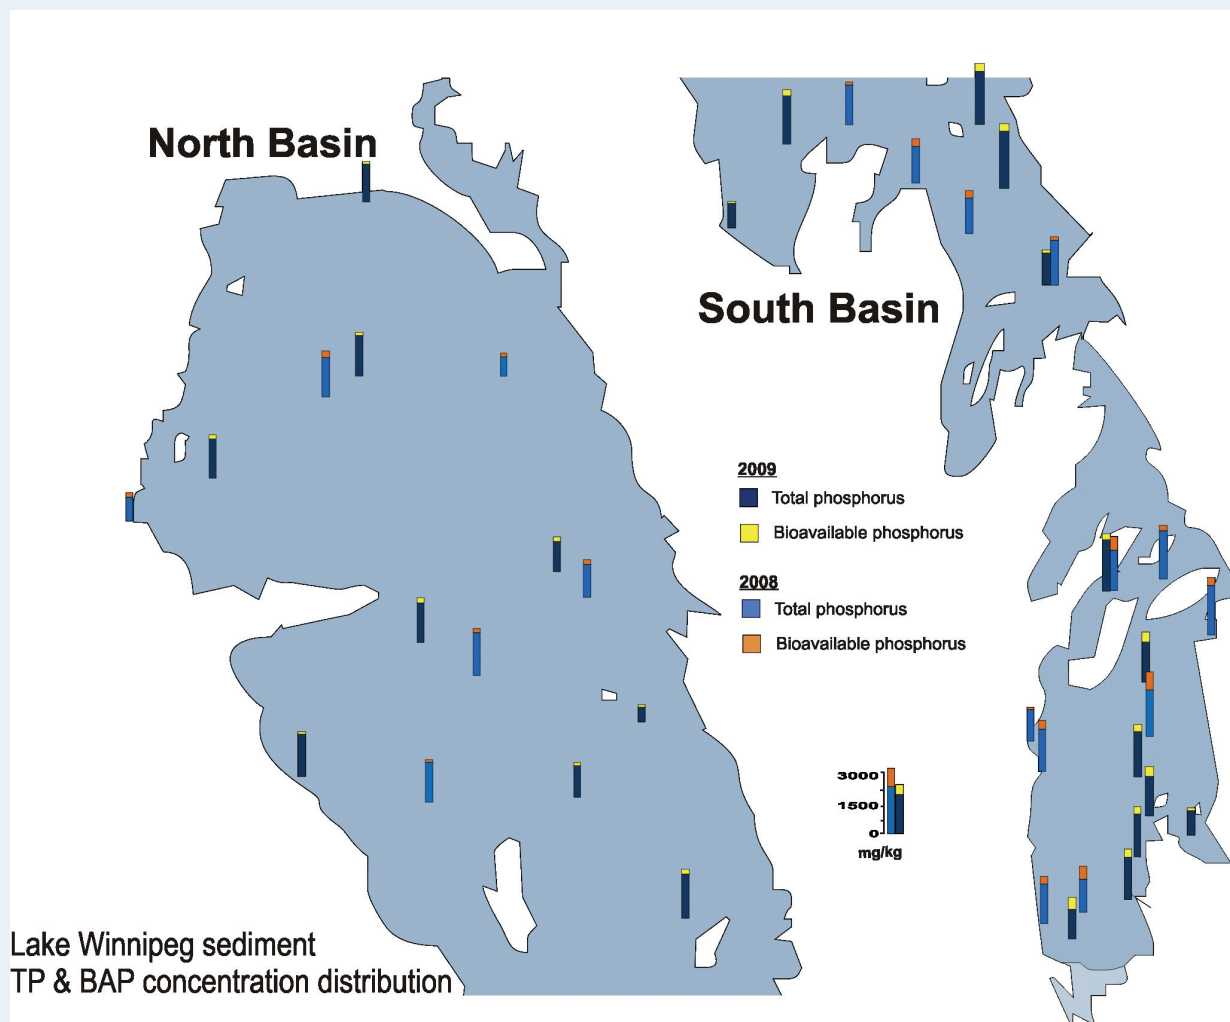 North Basin
South Basin
2009
Total phosphorus
Bioavailable phosphorus
2008
Total phosphorus
Bioavailable phosphorus
3000
1500
0
mg/kg
Lake Winnipeg sediment
TP & BAP concentration distribution